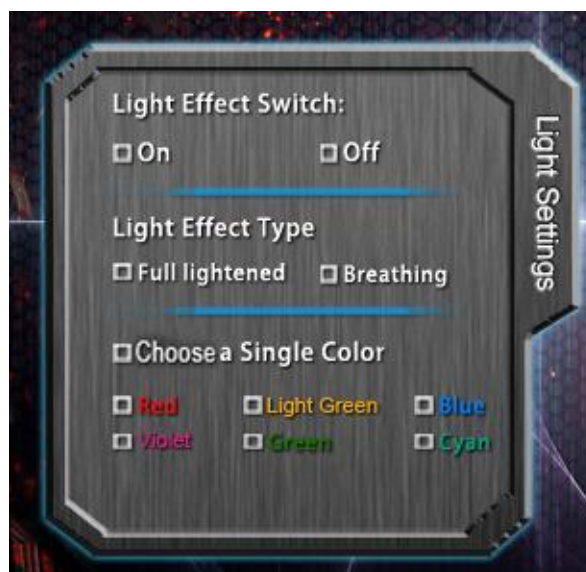 Light Effect Switch:
On Off
Light Effect Type
Full lightened Breathing
Choose a Single Color
Red Light Green Blue
Violet Green Cyan
Light Settings